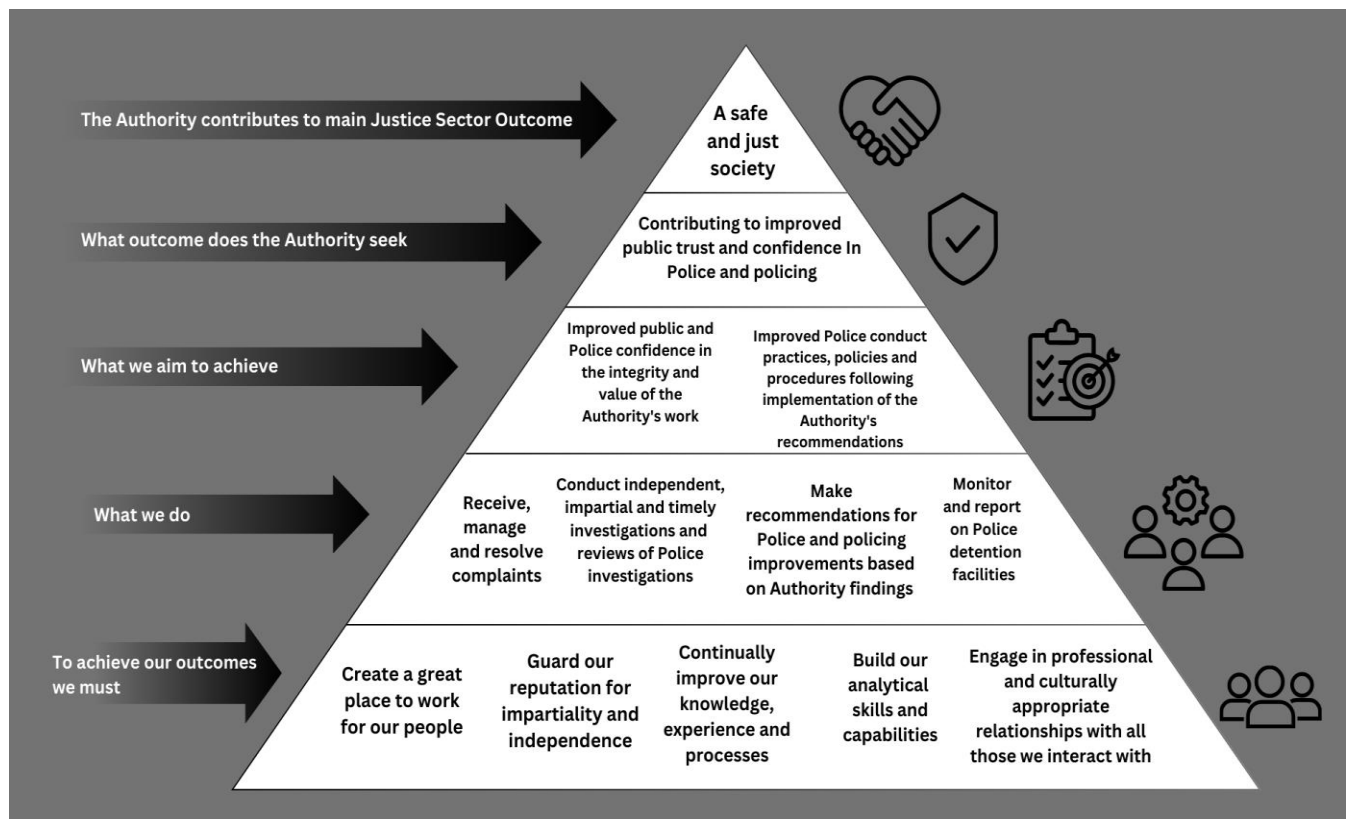 The Authority contributes to main Justice Sector Outcome
A safe
and just
society
What outcome does the Authority seek
Contributing to improved
public trust and confidence In
Police and policing
What we aim to achieve
Improved public and
Police confidence in
the integrity and
value of the
Authority's work
Improved Police conduct
practices, policies and
procedures following
implementation of the
Authority's
recommendations
What we do
Receive,
manage
and resolve
complaints
Conduct independent,
impartial and timely
investigations and
reviews of Police
investigations
Make
recommendations for
Police and policing
improvements based
on Authority findings
Monitor
and report
on Police
detention
facilities
To achieve our outcomes
we must
Create a great
place to work
for our people
Guard our
reputation for
impartiality and
independence
Continually
improve our
knowledge,
experience and
processes
Build our
analytical
skills and
capabilities
Engage in professional
and culturally
appropriate
relationships with all
those we interact with